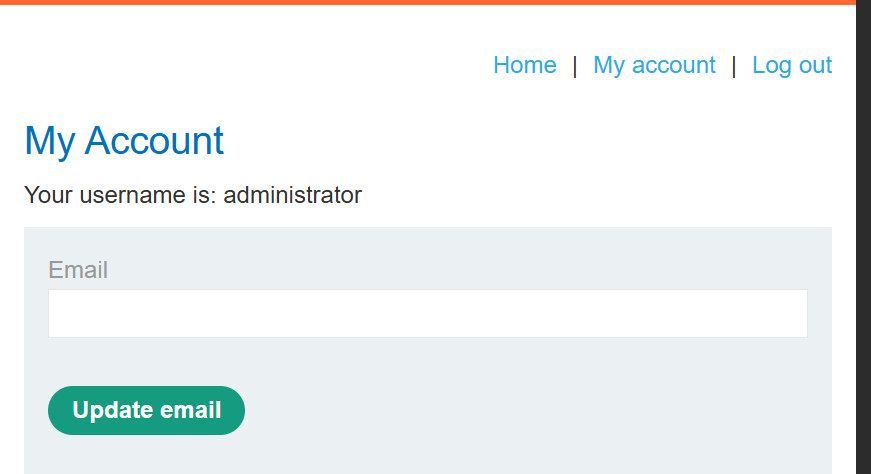 Home | My account | Log out
My Account
Your username is: administrator
Email
Update email